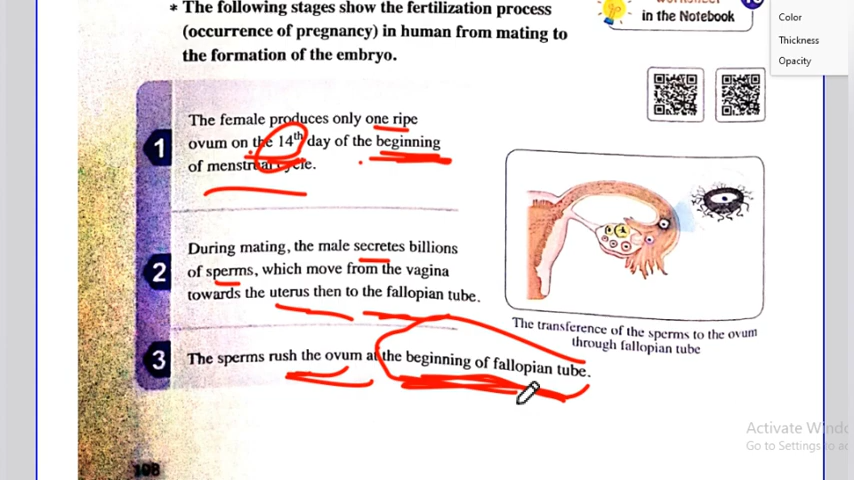 * The following stages show the fertilization process
(occurrence of pregnancy) in human from mating to
the formation of the embryo.
in the Notebook
Color
Thickness
Opacity
1
The female produces only one ripe
ovum on the 14th day of the beginning
of menstrual cycle.
2
During mating, the male secretes billions
of sperms, which move from the vagina
towards the uterus then to the fallopian tube.
3
The sperms rush the ovum at the beginning of fallopian tube.
The transference of the sperms to the ovum
through fallopian tube
108
Activate Windo
Go to Settings to ac